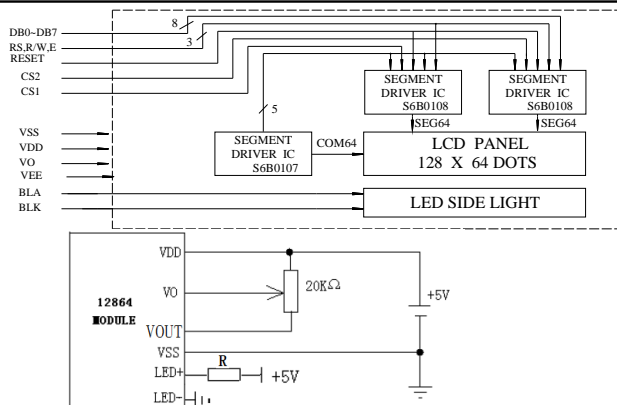 8
DB0~DB7
3
RS,R/W,E
RESET
CS2
CS1
SEGMENT
DRIVER IC
S6B0108
SEGMENT
DRIVER IC
S6B0108
5
SEG64
SEG64
VSS
VDD
VO
VEE
SEGMENT
DRIVER IC
S6B0107
COM64
LCD PANEL
128 X 64 DOTS
BLA
BLK
LED SIDE LIGHT
VDD
VO
20KΩ
+5V
12864
MODULE
VOUT
VSS
R
LED+
+5V
LED-